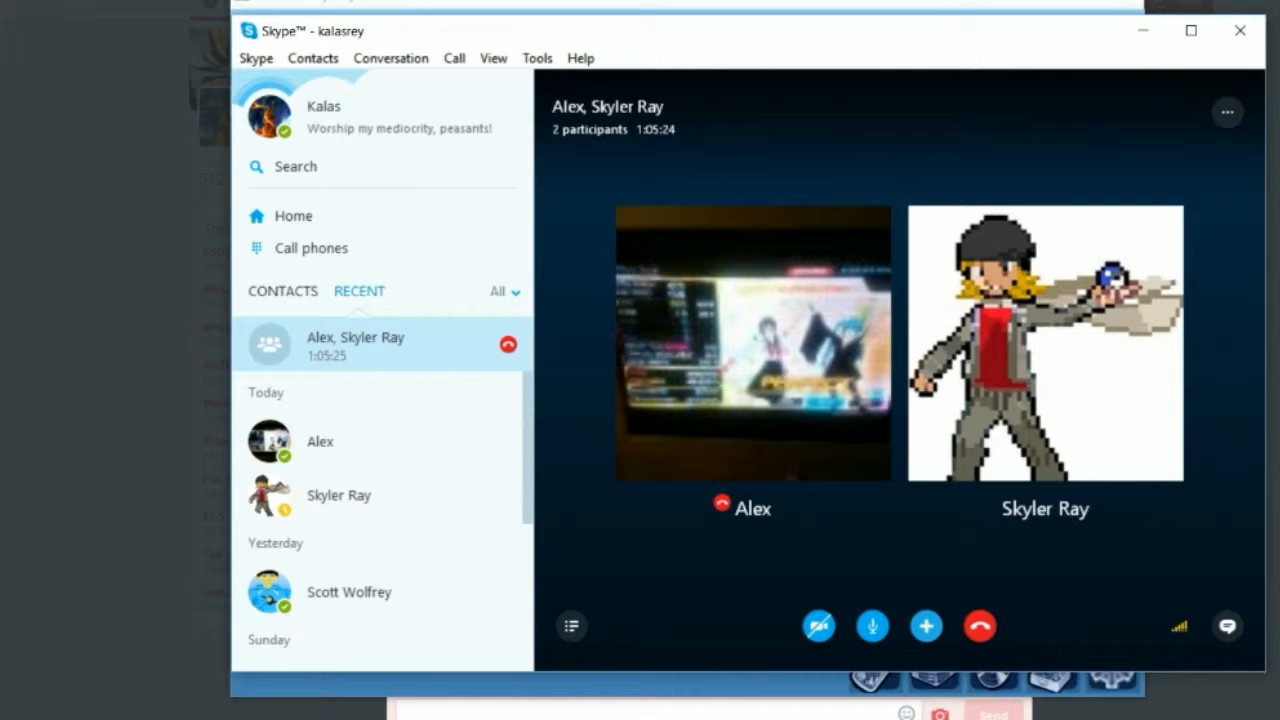 Skype™ - kalasrey
Skype Contacts Conversation Call View Tools Help
Kalas
Worship my mediocrity, peasants!
Search
Home
Call phones
CONTACTS RECENT All
Alex, Skyler Ray
1:05:25
Today
Alex
Skyler Ray
Yesterday
Scott Wolfrey
Sunday
Alex, Skyler Ray
2 participants 1:05:24
Alex
Skyler Ray
Send